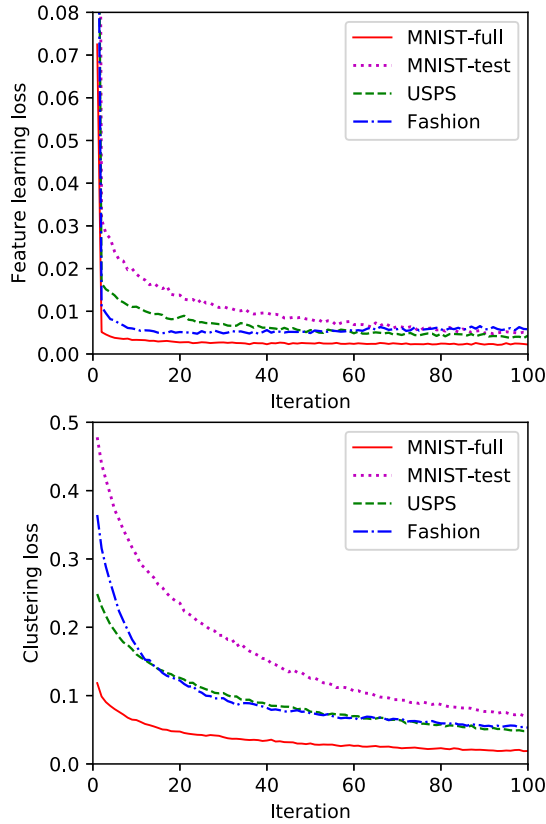 0.08
0.07
0.06
0.05
0.04
0.03
0.02
0.01
0.00
Feature learning loss
MNIST-full
MNIST-test
USPS
Fashion
0 20 40 60 80 100
Iteration
0.5
0.4
0.3
0.2
0.1
0.0
Clustering loss
MNIST-full
MNIST-test
USPS
Fashion
0 20 40 60 80 100
Iteration